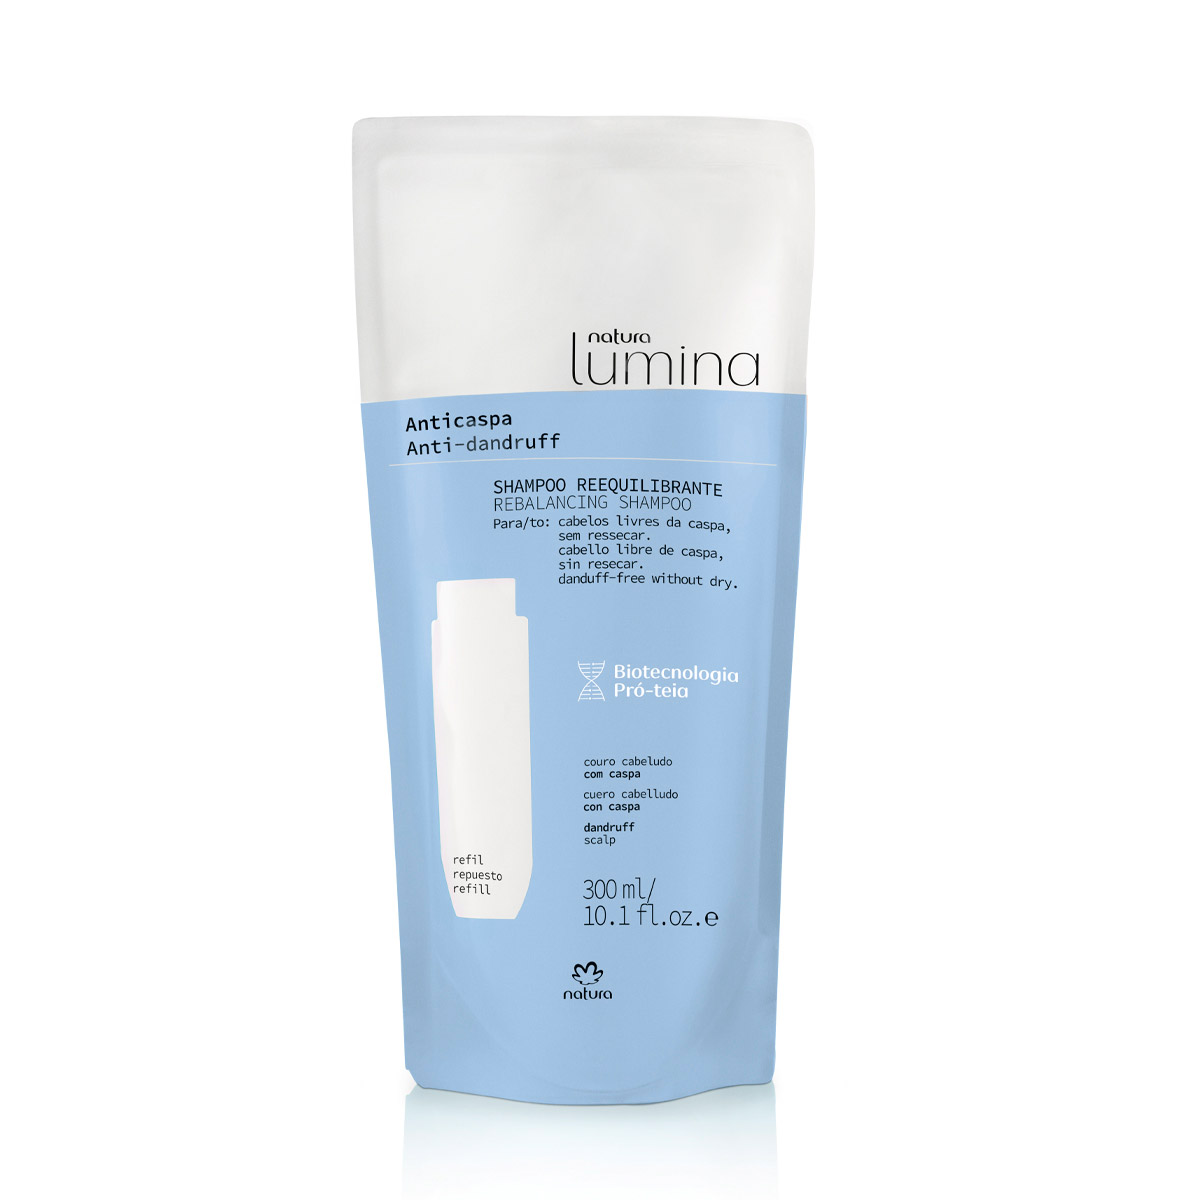 natura
lumina
Anticaspa
Anti-dandruff
SHAMPOO REEQUILIBRANTE
REBALANCING SHAMPOO
Para/to: cabelos livres da caspa,
sem ressecar.
cabello libre de caspa,
sin resecar.
danduff-free without dry.
Biotecnologia
Pró-teia
couro cabeludo
com caspa
cuero cabelludo
con caspa
dandruff
scalp
refil
repuesto
refill
300 ml/
10.1 fl.oz.e
natura